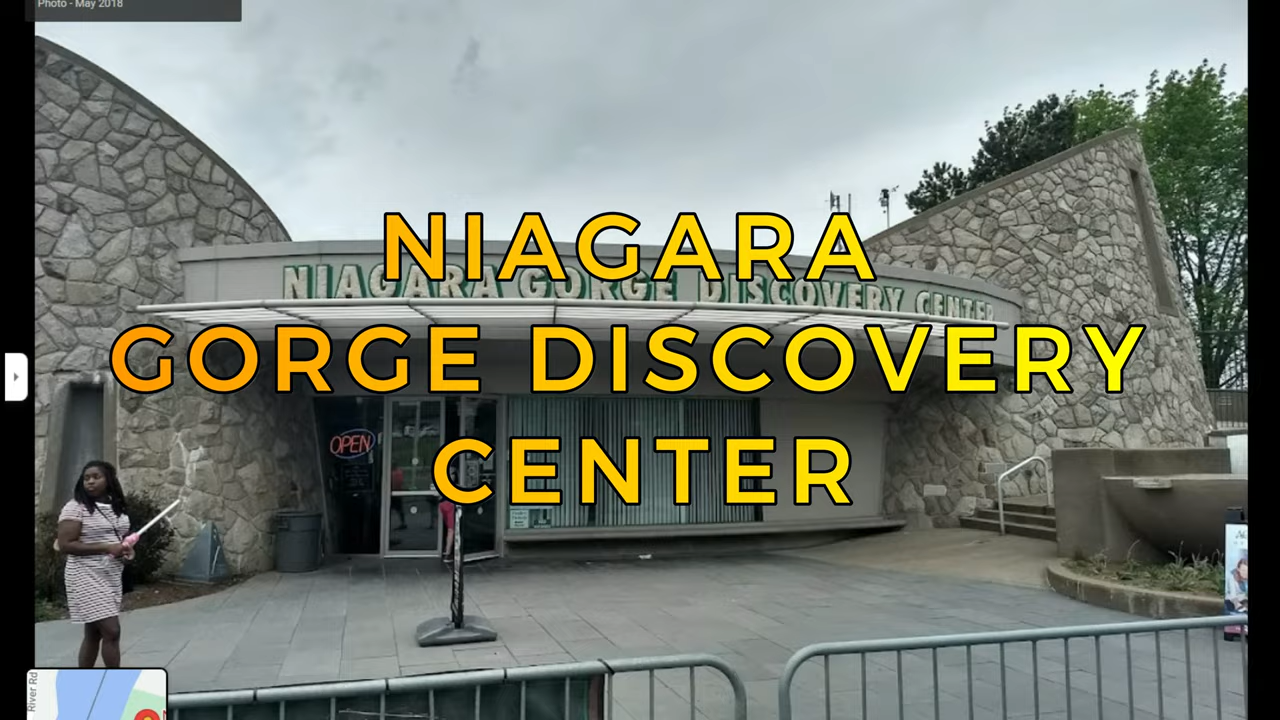 Photo - May 2018
NIAGARA
NIAGARA GORGE DISCOVERY CENTER
GORGE DISCOVERY
CENTER
OPEN
River Rd